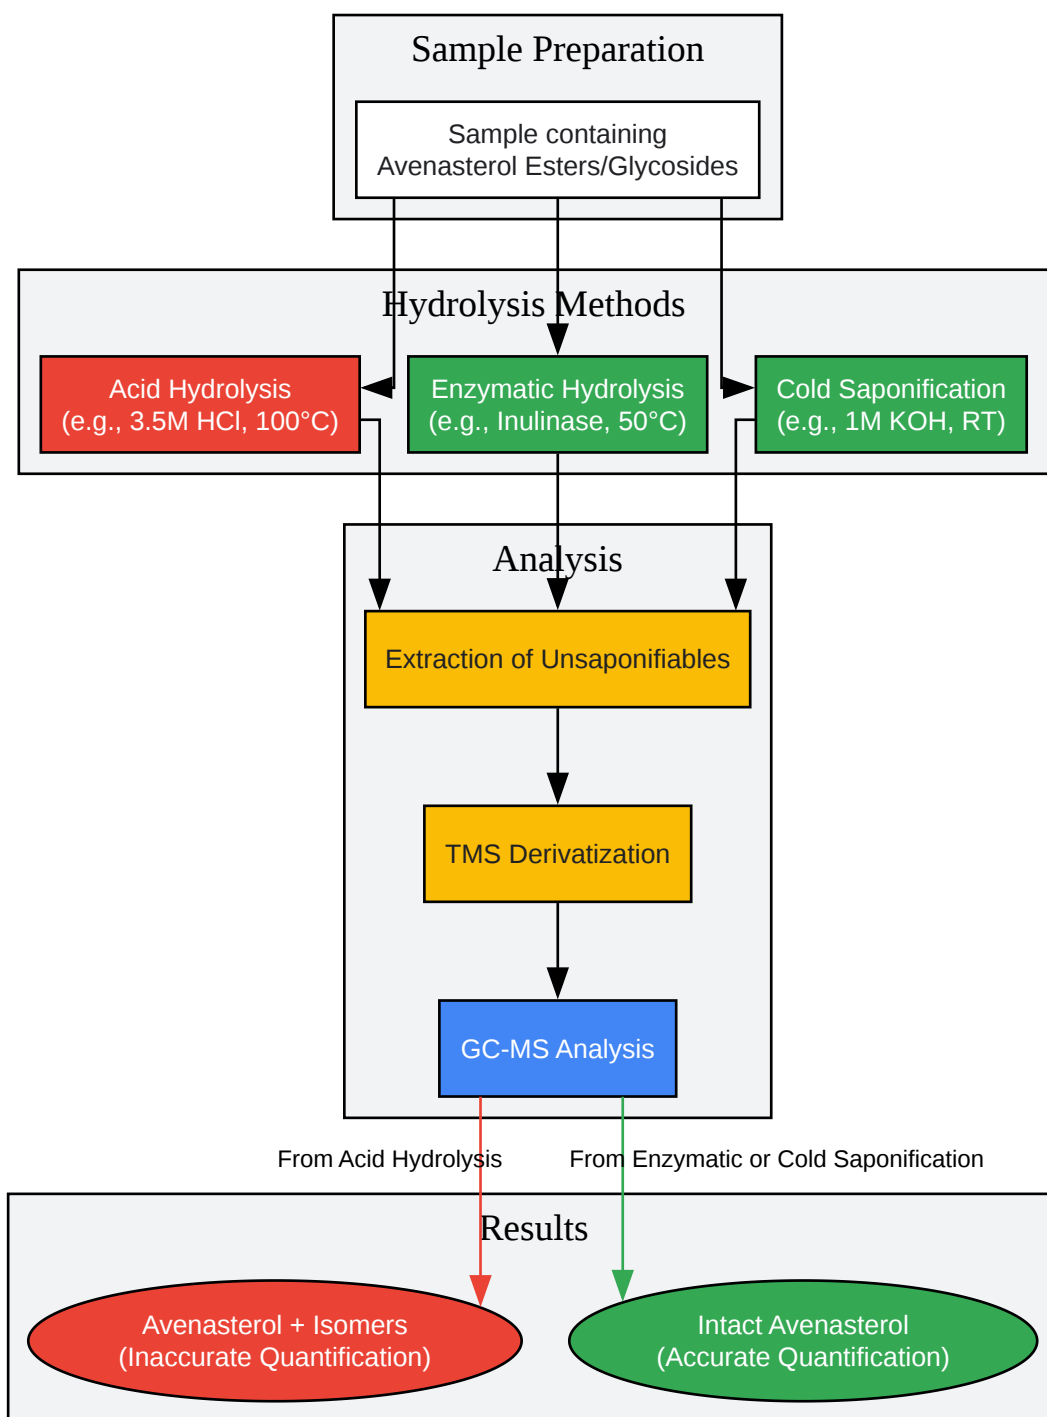 Sample Preparation
Sample containing
Avenasterol Esters/Glycosides
Hydrolysis Methods
Acid Hydrolysis
(e.g., 3.5M HCl, 100°C)
Enzymatic Hydrolysis
(e.g., Inulinase, 50°C)
Cold Saponification
(e.g., 1M KOH, RT)
Analysis
Extraction of Unsaponifiables
TMS Derivatization
GC-MS Analysis
From Acid Hydrolysis
From Enzymatic or Cold Saponification
Results
Avenasterol + Isomers
(Inaccurate Quantification)
Intact Avenasterol
(Accurate Quantification)